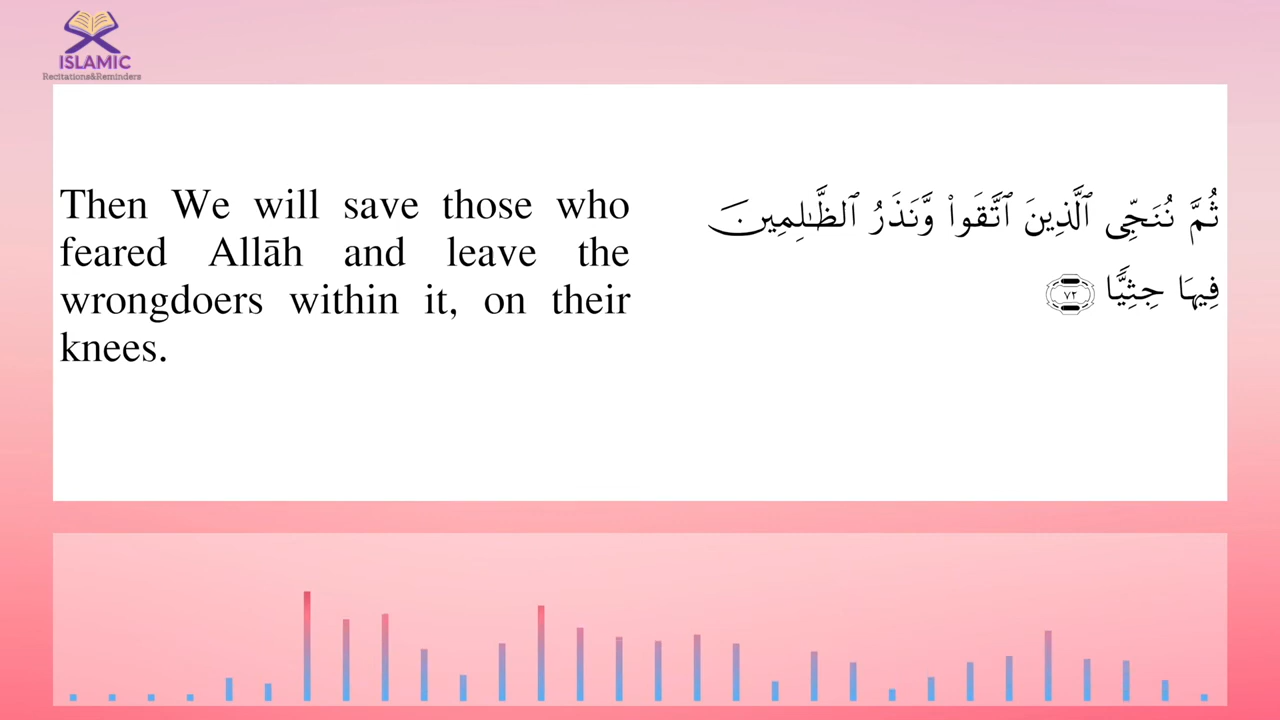 ISLAMIC
Recitations&Reminders
Then We will save those who
feared Allāh and leave the
wrongdoers within it, on their
knees.
ثُمَّ نُنَجِّى ٱلَّذِينَ ٱتَّقَوا۟ وَّنَذَرُ ٱلظَّـٰلِمِينَ
فِيهَا جِثِيًّۭا ٧٢